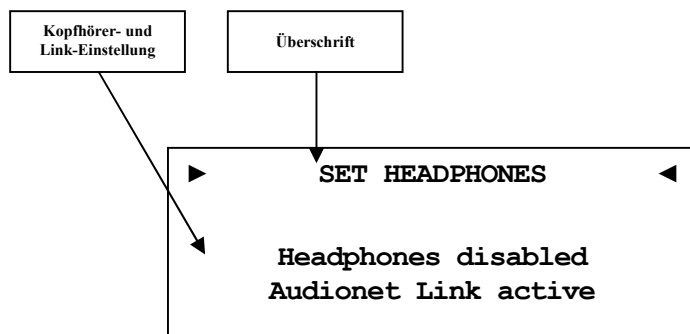 Kopfhörer- und
Link-Einstellung
Überschrift
► SET HEADPHONES ◄
Headphones disabled
Audionet Link active